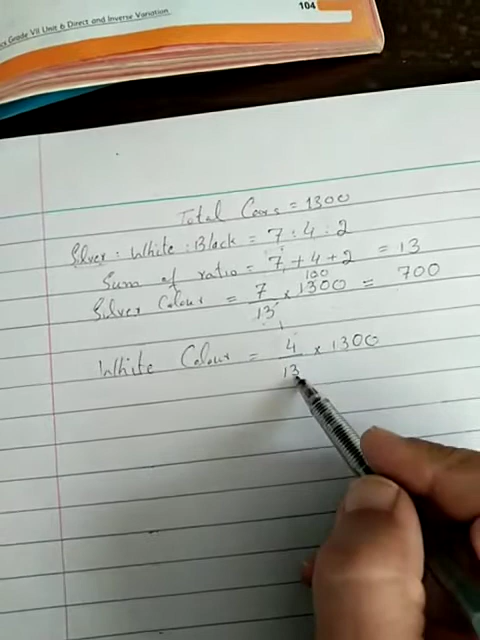 104
Grade VII Unit 6 Direct and Inverse Variation
Total Cars = 1300
Silver : White : Black = 7 : 4 : 2
Sum of ratio = 7 + 4 + 2 = 13
Silver Colour = 7/13 × 1300 = 700
100
1
White Colour = 4/13 × 1300